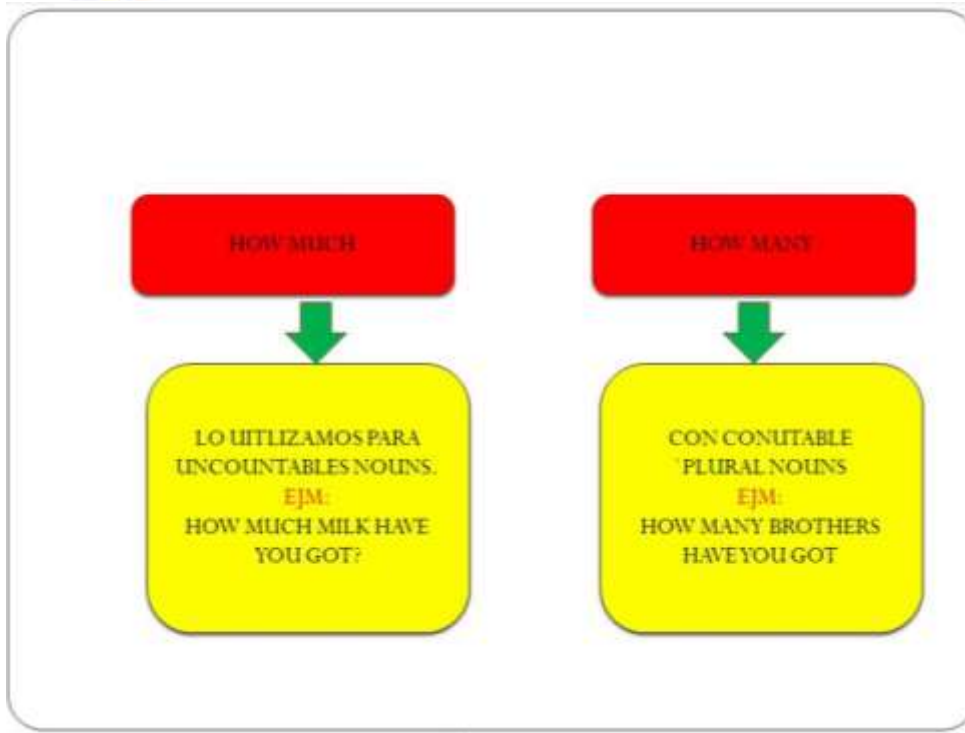 HOW MUCH
HOW MANY
LO UITLIZAMOS PARA
UNCOUNTABLES NOUNS.
EJM:
HOW MUCH MILK HAVE
YOU GOT?
CON CONUTABLE
`PLURAL NOUNS
EJM:
HOW MANY BROTHERS
HAVE YOU GOT